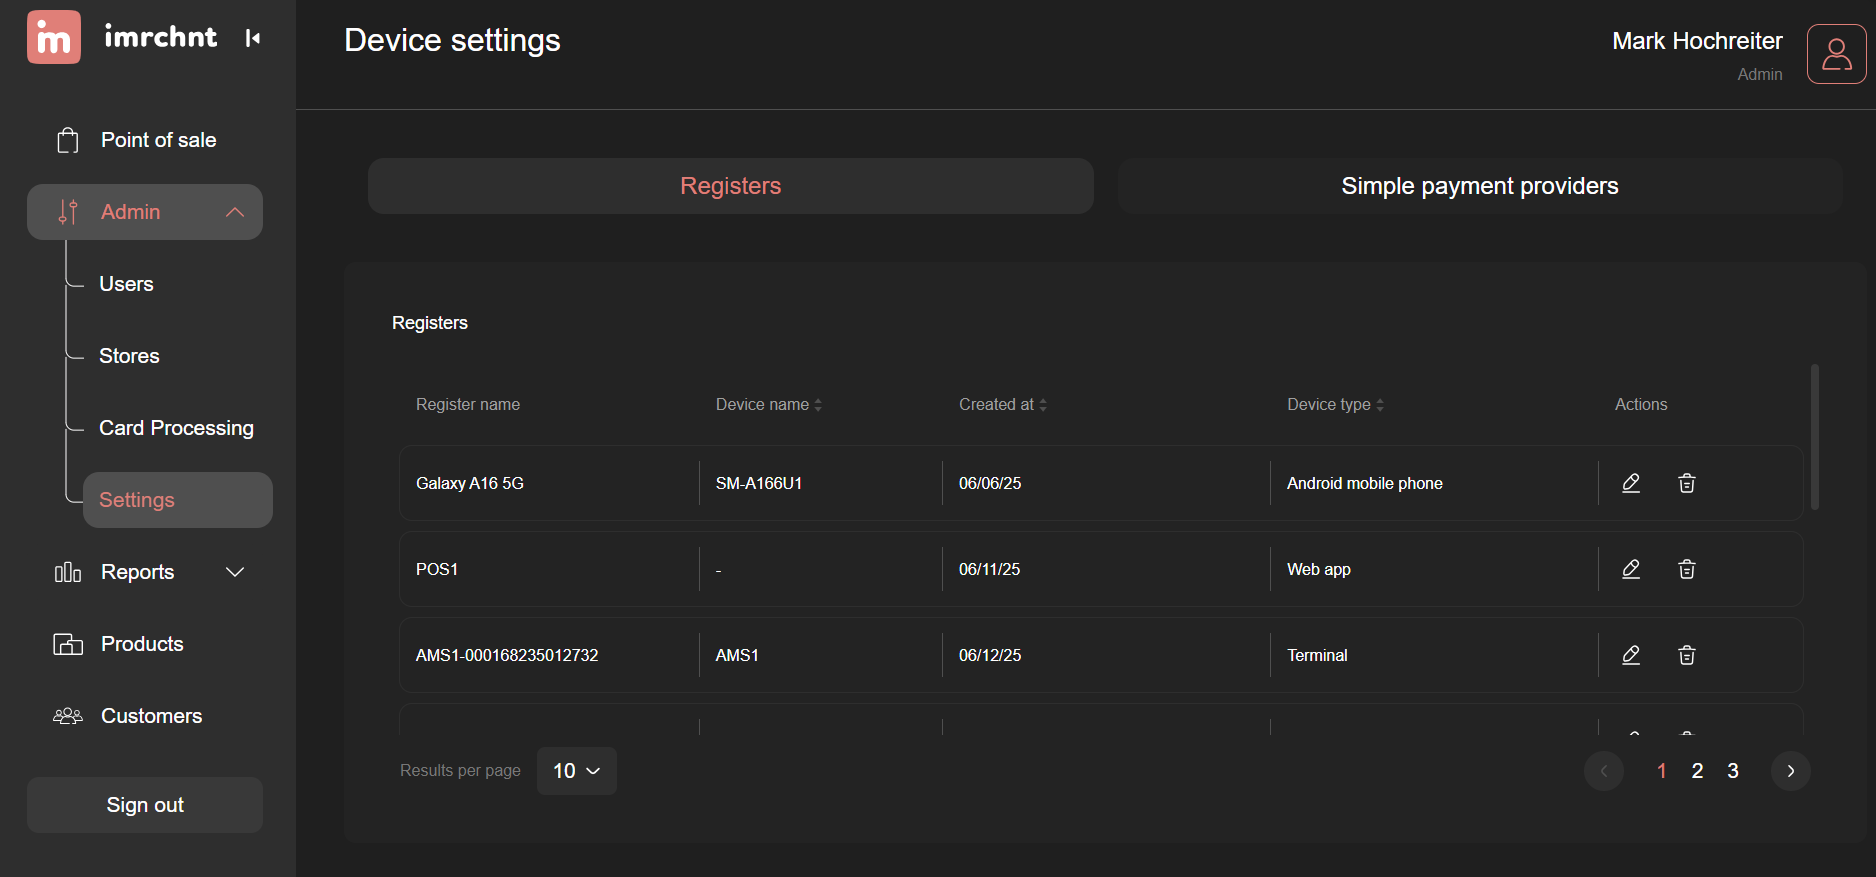 im imrchnt
Device settings
Mark Hochreiter
Admin
Point of sale
Admin
Users
Stores
Card Processing
Settings
Reports
Products
Customers
Sign out
Registers
Simple payment providers
Registers
Register name Device name Created at Device type Actions
Galaxy A16 5G SM-A166U1 06/06/25 Android mobile phone
POS1 - 06/11/25 Web app
AMS1-000168235012732 AMS1 06/12/25 Terminal
Results per page 10 1 2 3